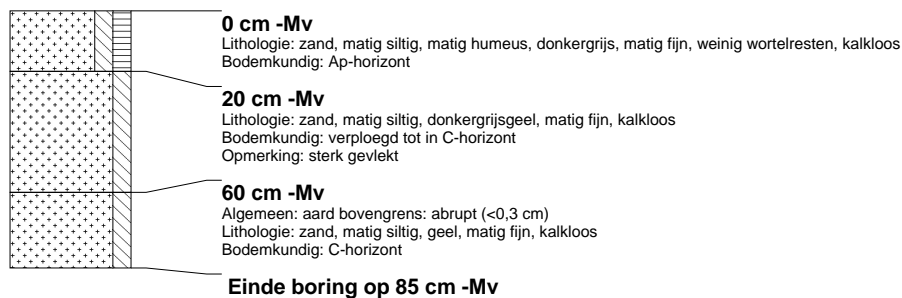 0 cm -Mv
Lithologie: zand, matig siltig, matig humeus, donkergrijs, matig fijn, weinig wortelresten, kalkloos
Bodemkundig: Ap-horizont
20 cm -Mv
Lithologie: zand, matig siltig, donkergrijsgeel, matig fijn, kalkloos
Bodemkundig: verploegd tot in C-horizont
Opmerking: sterk gevlekt
60 cm -Mv
Algemeen: aard bovengrens: abrupt (<0,3 cm)
Lithologie: zand, matig siltig, geel, matig fijn, kalkloos
Bodemkundig: C-horizont
Einde boring op 85 cm -Mv